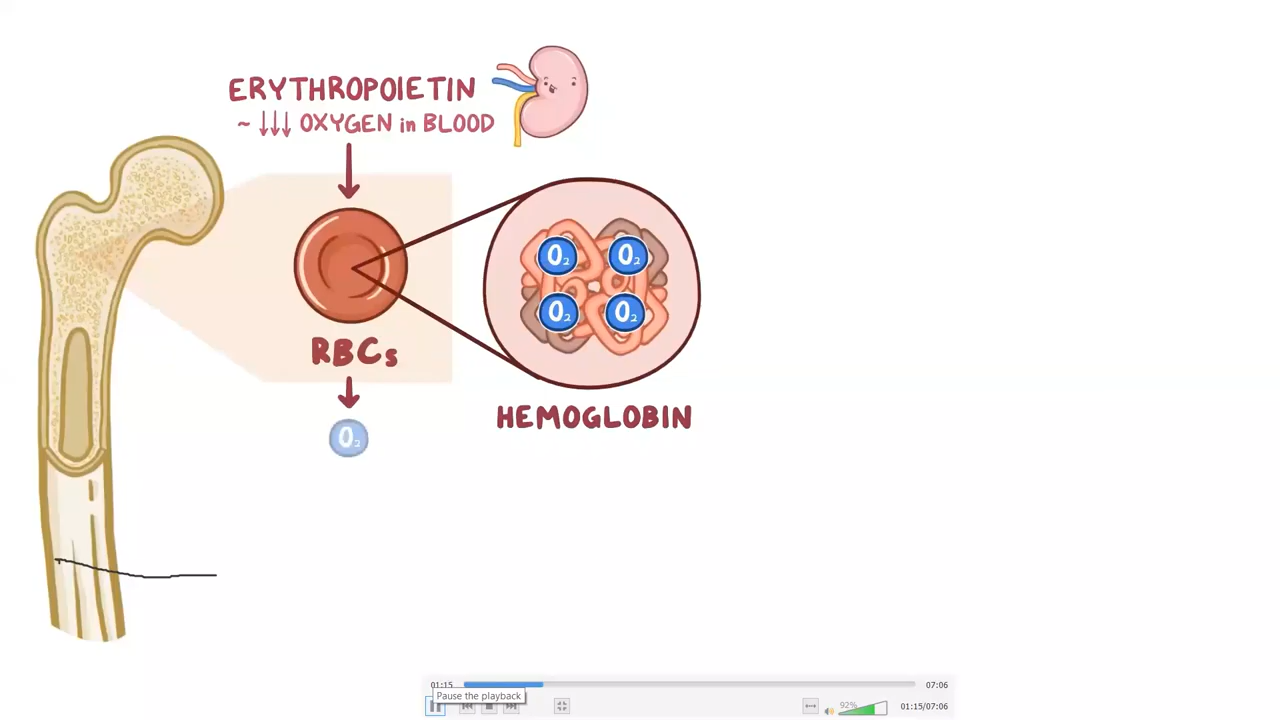 ERYTHROPOIETIN
~ ↓↓↓ OXYGEN in BLOOD
O₂ O₂
O₂ O₂
RBCs
HEMOGLOBIN
O₂
01:15 07:06
Pause the playback
92% 01:15/07:06